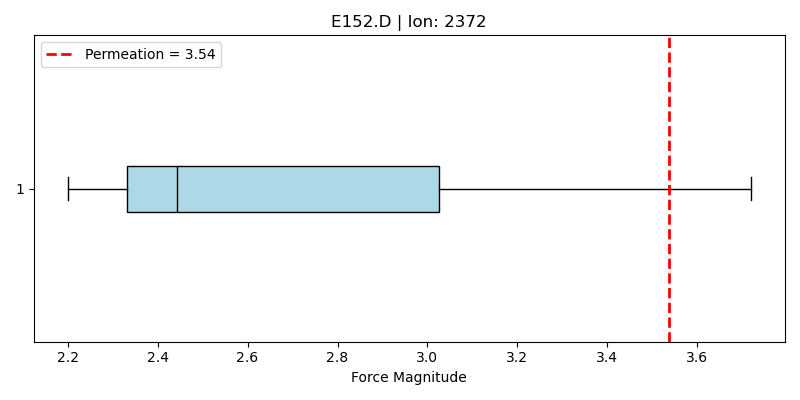 E152.D | Ion: 2372
Permeation = 3.54
1
2.2 2.4 2.6 2.8 3.0 3.2 3.4 3.6
Force Magnitude